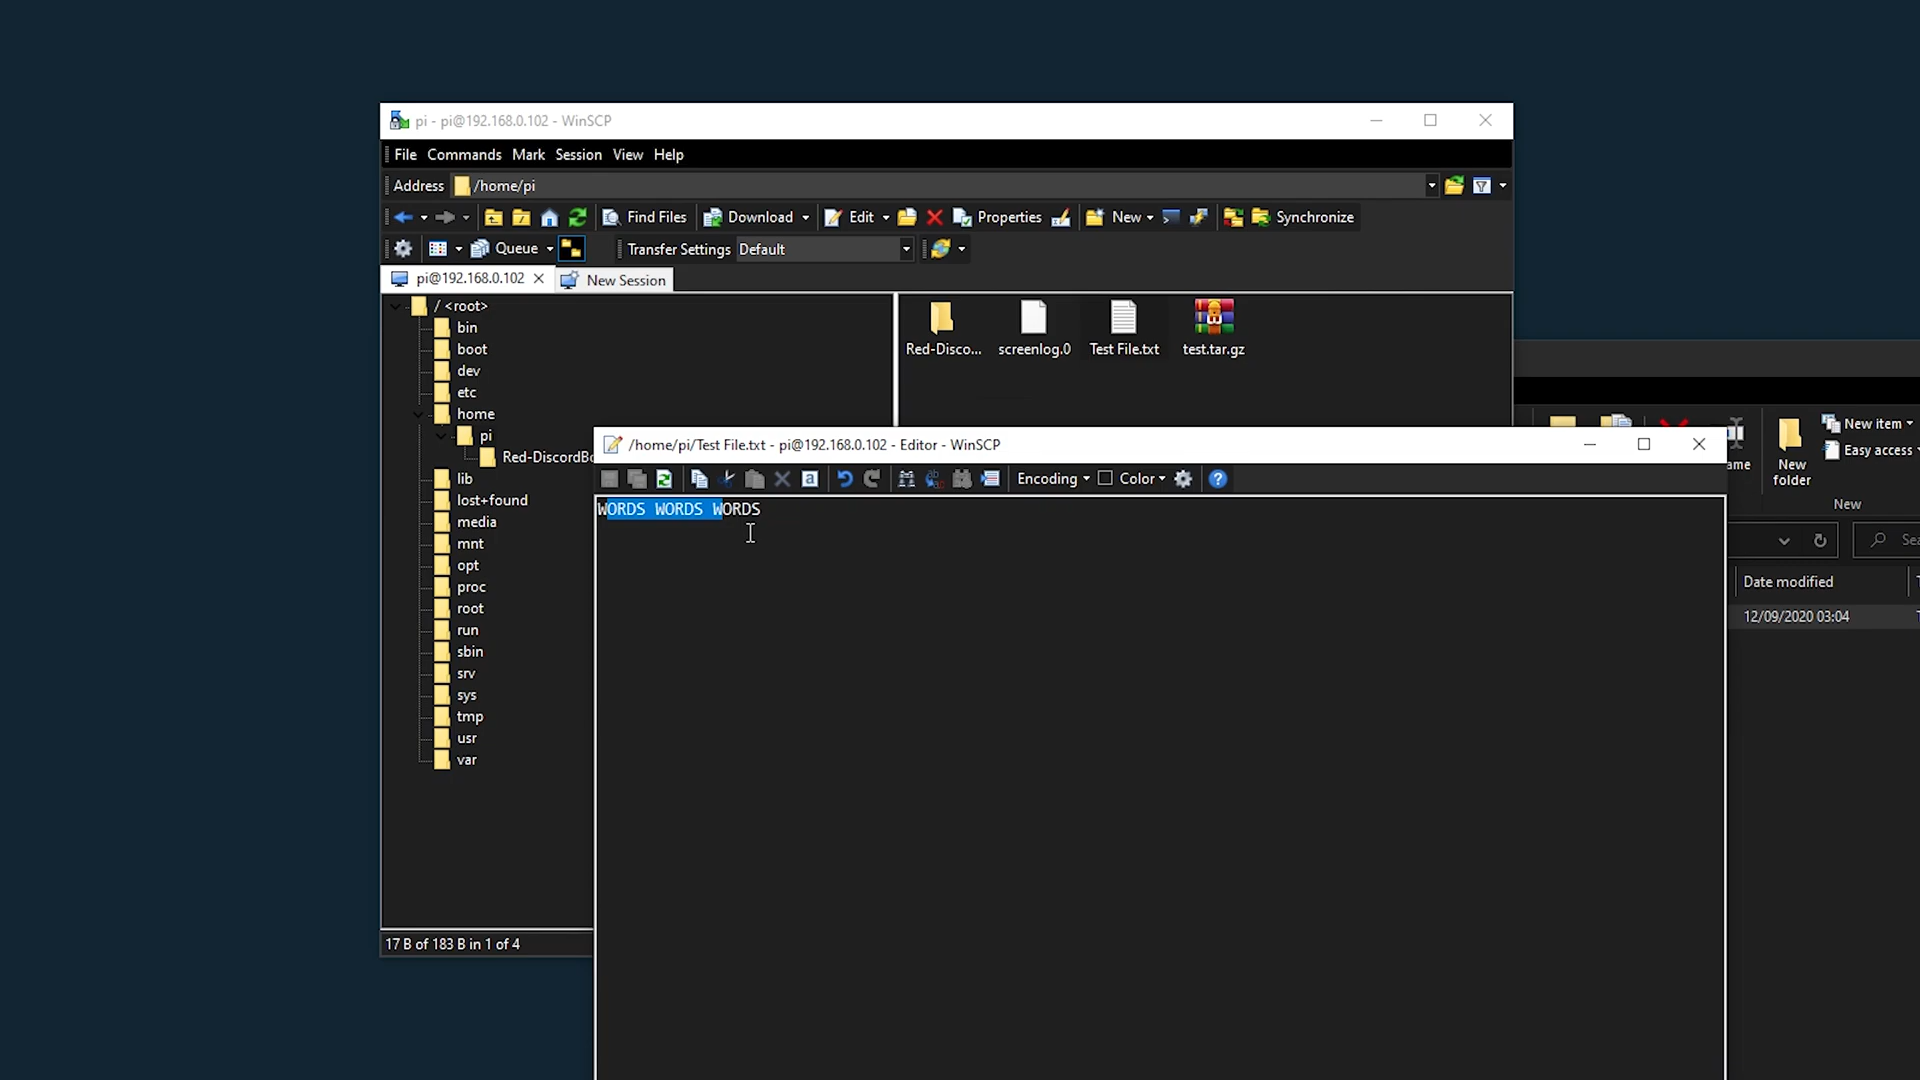 pi - pi@192.168.0.102 - WinSCP
File Commands Mark Session View Help
Address /home/pi
Find Files Download Edit Properties New Synchronize
Queue Transfer Settings Default
pi@192.168.0.102 New Session
/ <root>
bin
boot
dev
etc
home
pi
Red-DiscordBo
lib
lost+found
media
mnt
opt
proc
root
run
sbin
srv
sys
tmp
usr
var
Red-Disco... screenlog.0 Test File.txt test.tar.gz
17 B of 183 B in 1 of 4
/home/pi/Test File.txt - pi@192.168.0.102 - Editor - WinSCP
Encoding Color
WORDS WORDS WORDS
ame
New
folder
New item
Easy access
New
Sea
Date modified
12/09/2020 03:04